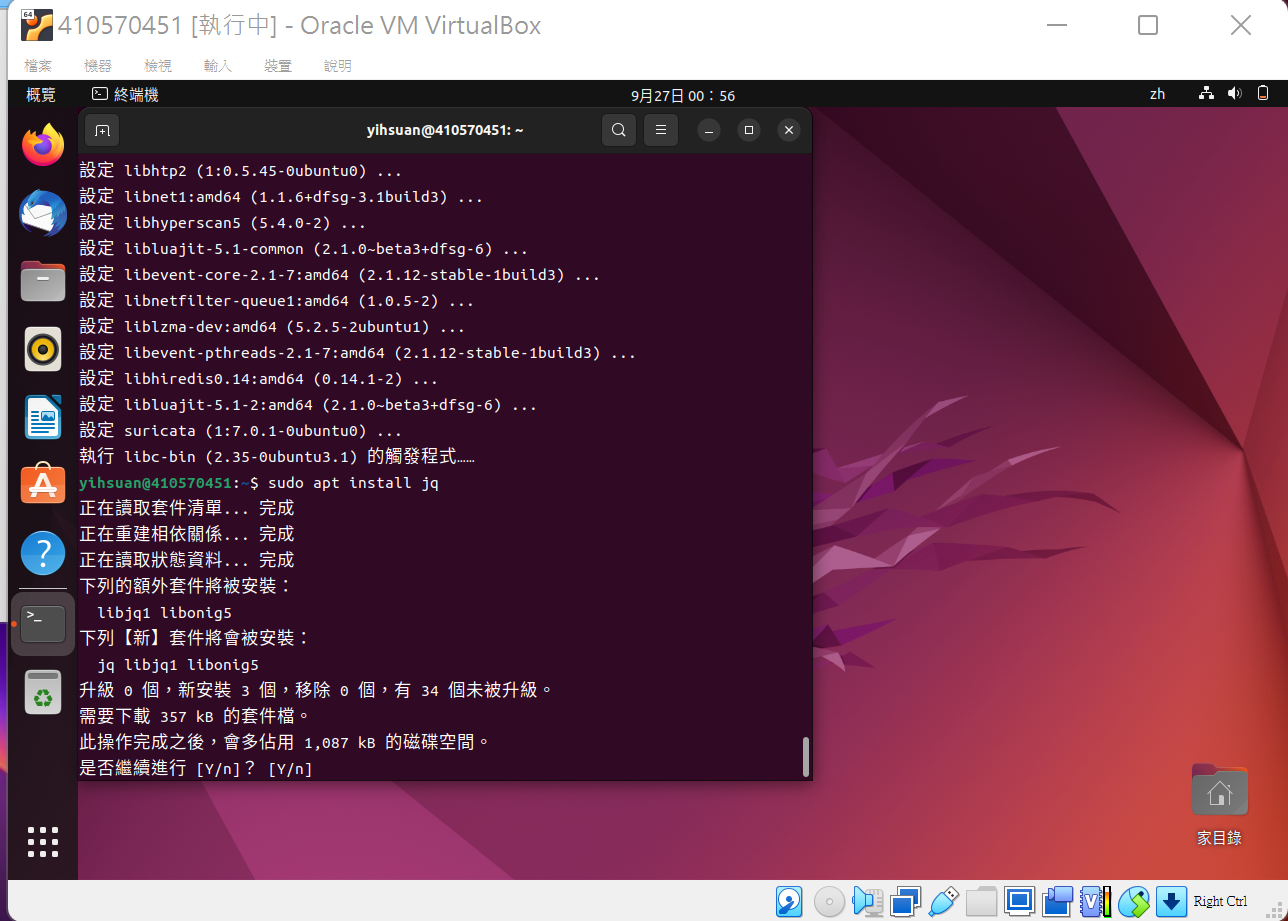 410570451 [執行中] - Oracle VM VirtualBox
檔案 機器 檢視 輸入 裝置 說明
概覽 終端機 9月27日 00：56 zh
yihsuan@410570451: ~
設定 libhtp2 (1:0.5.45-0ubuntu0) ...
設定 libnet1:amd64 (1.1.6+dfsg-3.1build3) ...
設定 libhyperscan5 (5.4.0-2) ...
設定 libluajit-5.1-common (2.1.0~beta3+dfsg-6) ...
設定 libevent-core-2.1-7:amd64 (2.1.12-stable-1build3) ...
設定 libnetfilter-queue1:amd64 (1.0.5-2) ...
設定 liblzma-dev:amd64 (5.2.5-2ubuntu1) ...
設定 libevent-pthreads-2.1-7:amd64 (2.1.12-stable-1build3) ...
設定 libhiredis0.14:amd64 (0.14.1-2) ...
設定 libluajit-5.1-2:amd64 (2.1.0~beta3+dfsg-6) ...
設定 suricata (1:7.0.1-0ubuntu0) ...
執行 libc-bin (2.35-0ubuntu3.1) 的觸發程式……
yihsuan@410570451:~$ sudo apt install jq
正在讀取套件清單... 完成
正在重建相依關係... 完成
正在讀取狀態資料... 完成
下列的額外套件將被安裝：
libjq1 libonig5
下列【新】套件將會被安裝：
jq libjq1 libonig5
升級 0 個，新安裝 3 個，移除 0 個，有 34 個未被升級。
需要下載 357 kB 的套件檔。
此操作完成之後，會多佔用 1,087 kB 的磁碟空間。
是否繼續進行 [Y/n]？ [Y/n]
家目錄
Right Ctrl